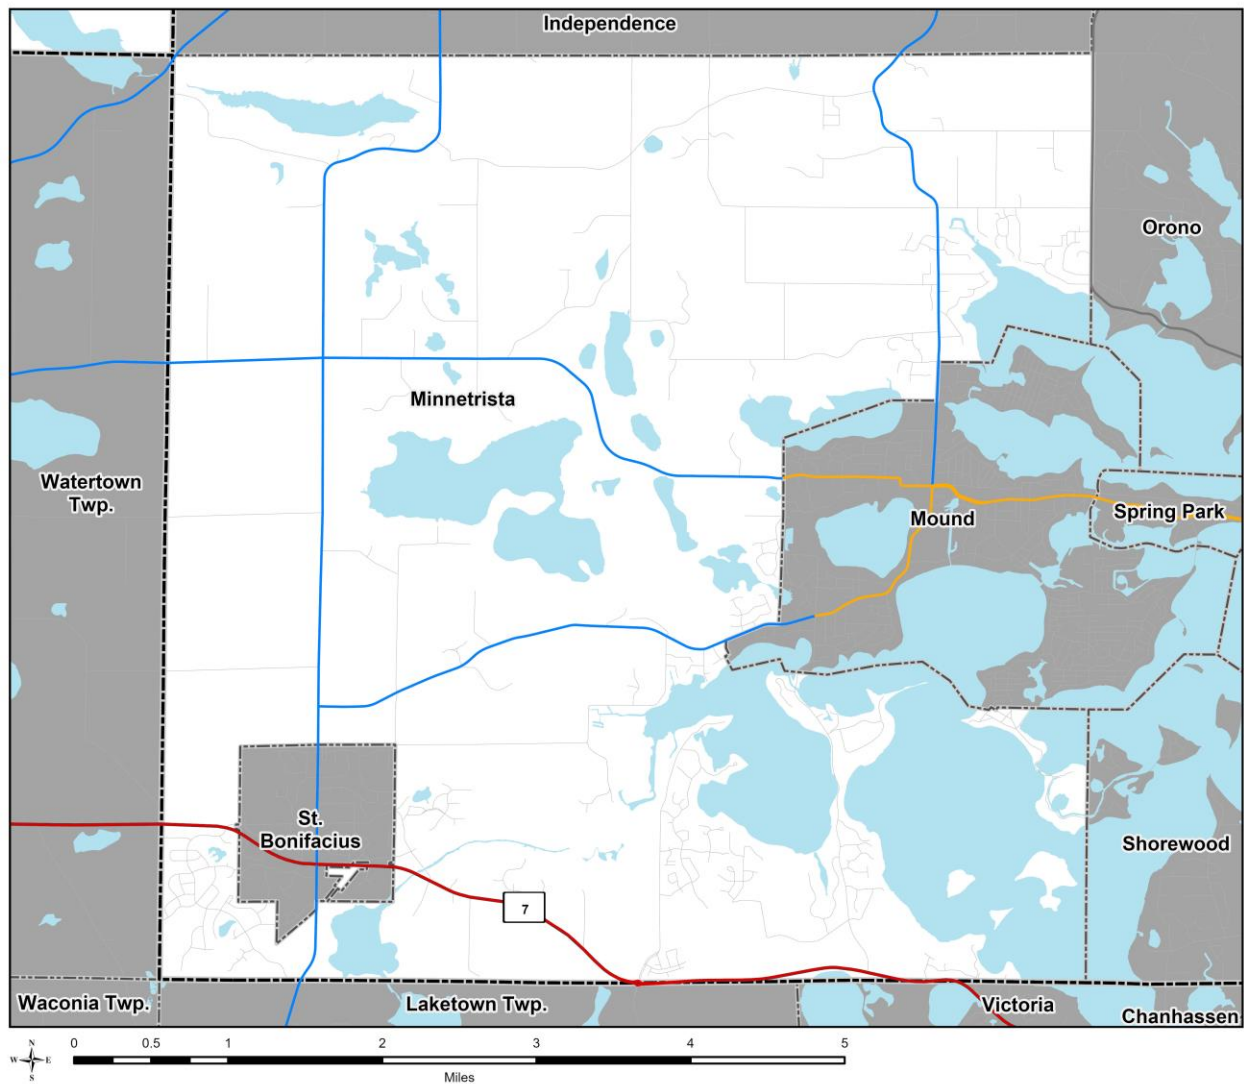 Independence
Orono
Minnetrista
Watertown
Twp.
Mound
Spring Park
St.
Bonifacius
Shorewood
7
Waconia Twp.
Laketown Twp.
Victoria
Chanhassen
N
W E
S
0 0.5 1 2 3 4 5
Miles